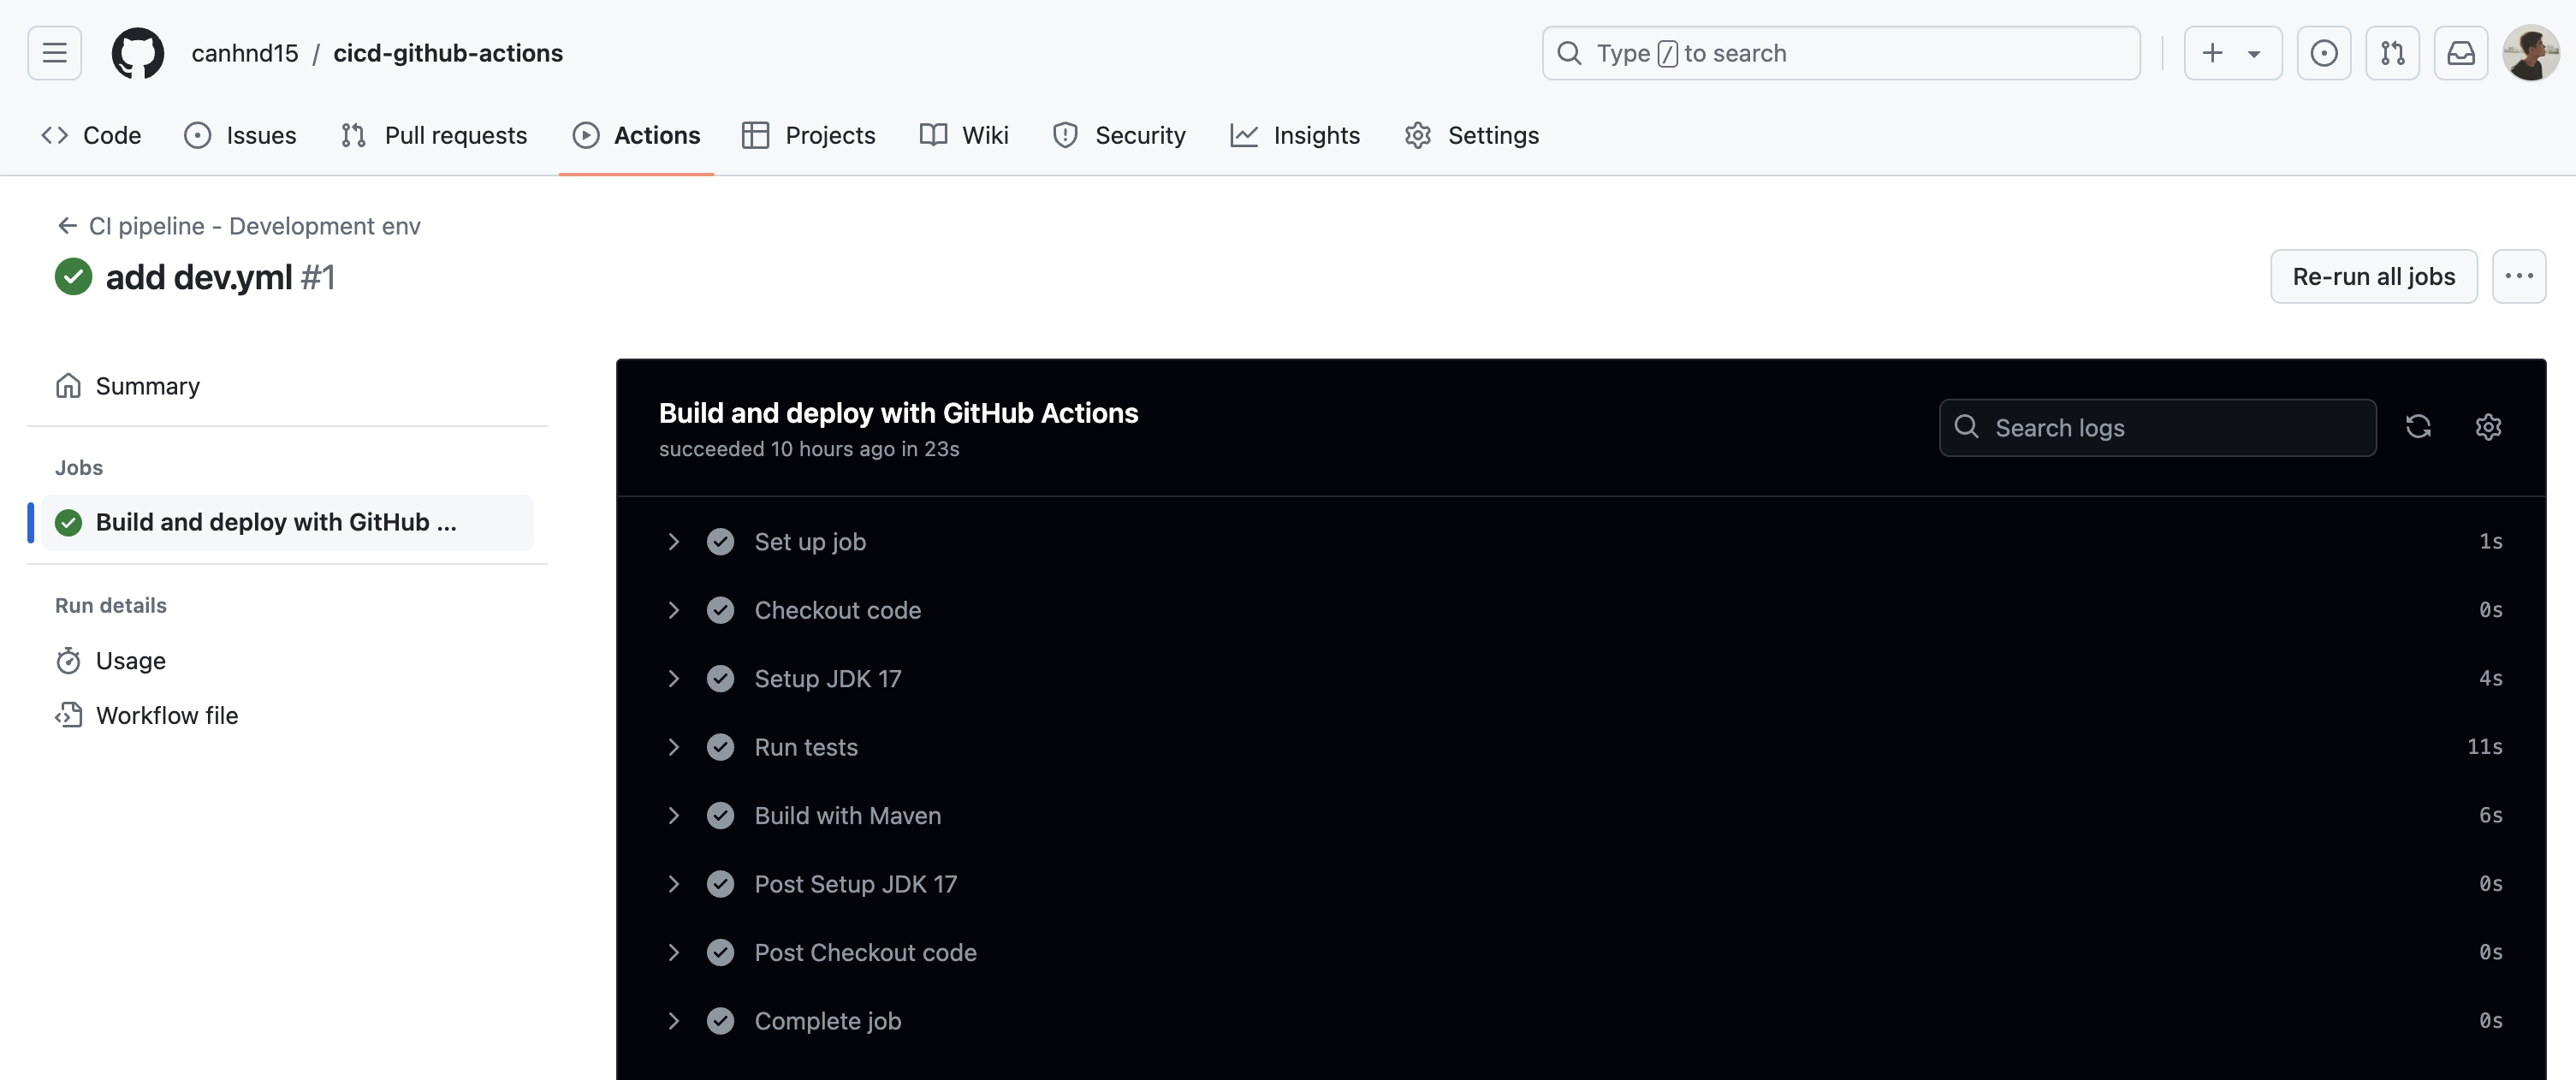 canhnd15 / cicd-github-actions
Type / to search
Code Issues Pull requests Actions Projects Wiki Security Insights Settings
CI pipeline - Development env
add dev.yml #1
Re-run all jobs
Summary
Jobs
Build and deploy with GitHub ...
Run details
Usage
Workflow file
Build and deploy with GitHub Actions
succeeded 10 hours ago in 23s
Search logs
Set up job 1s
Checkout code 0s
Setup JDK 17 4s
Run tests 11s
Build with Maven 6s
Post Setup JDK 17 0s
Post Checkout code 0s
Complete job 0s